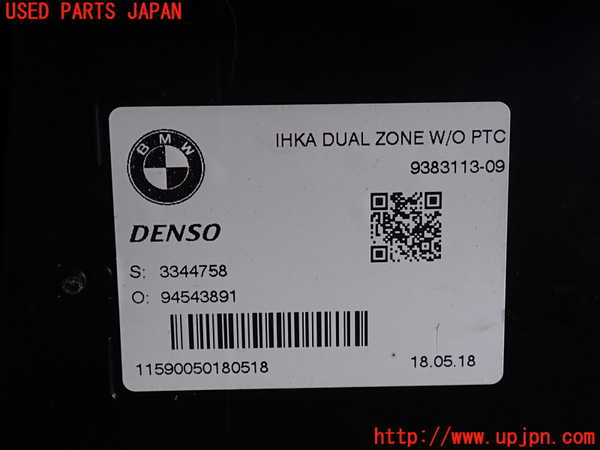 USED PARTS JAPAN
BMW
IHKA DUAL ZONE W/O PTC
9383113-09
DENSO
S: 3344758
O: 94543891
11590050180518
18.05.18
http://www.upjpn.com/